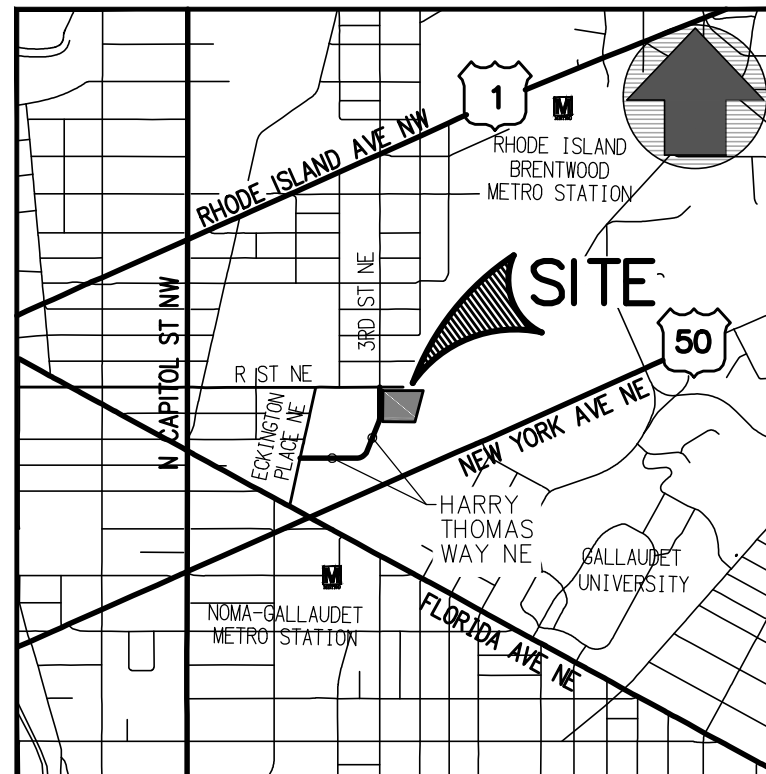 1
M
RHODE ISLAND
BRENTWOOD
METRO STATION
RHODE ISLAND AVE NW
3RD ST NE
SITE
N CAPITOL ST NW
50
R ST NE
ECKINGTON
PLACE NE
NEW YORK AVE NE
HARRY
THOMAS
WAY NE
GALLAUDET
UNIVERSITY
M
NOMA-GALLAUDET
METRO STATION
FLORIDA AVE NE